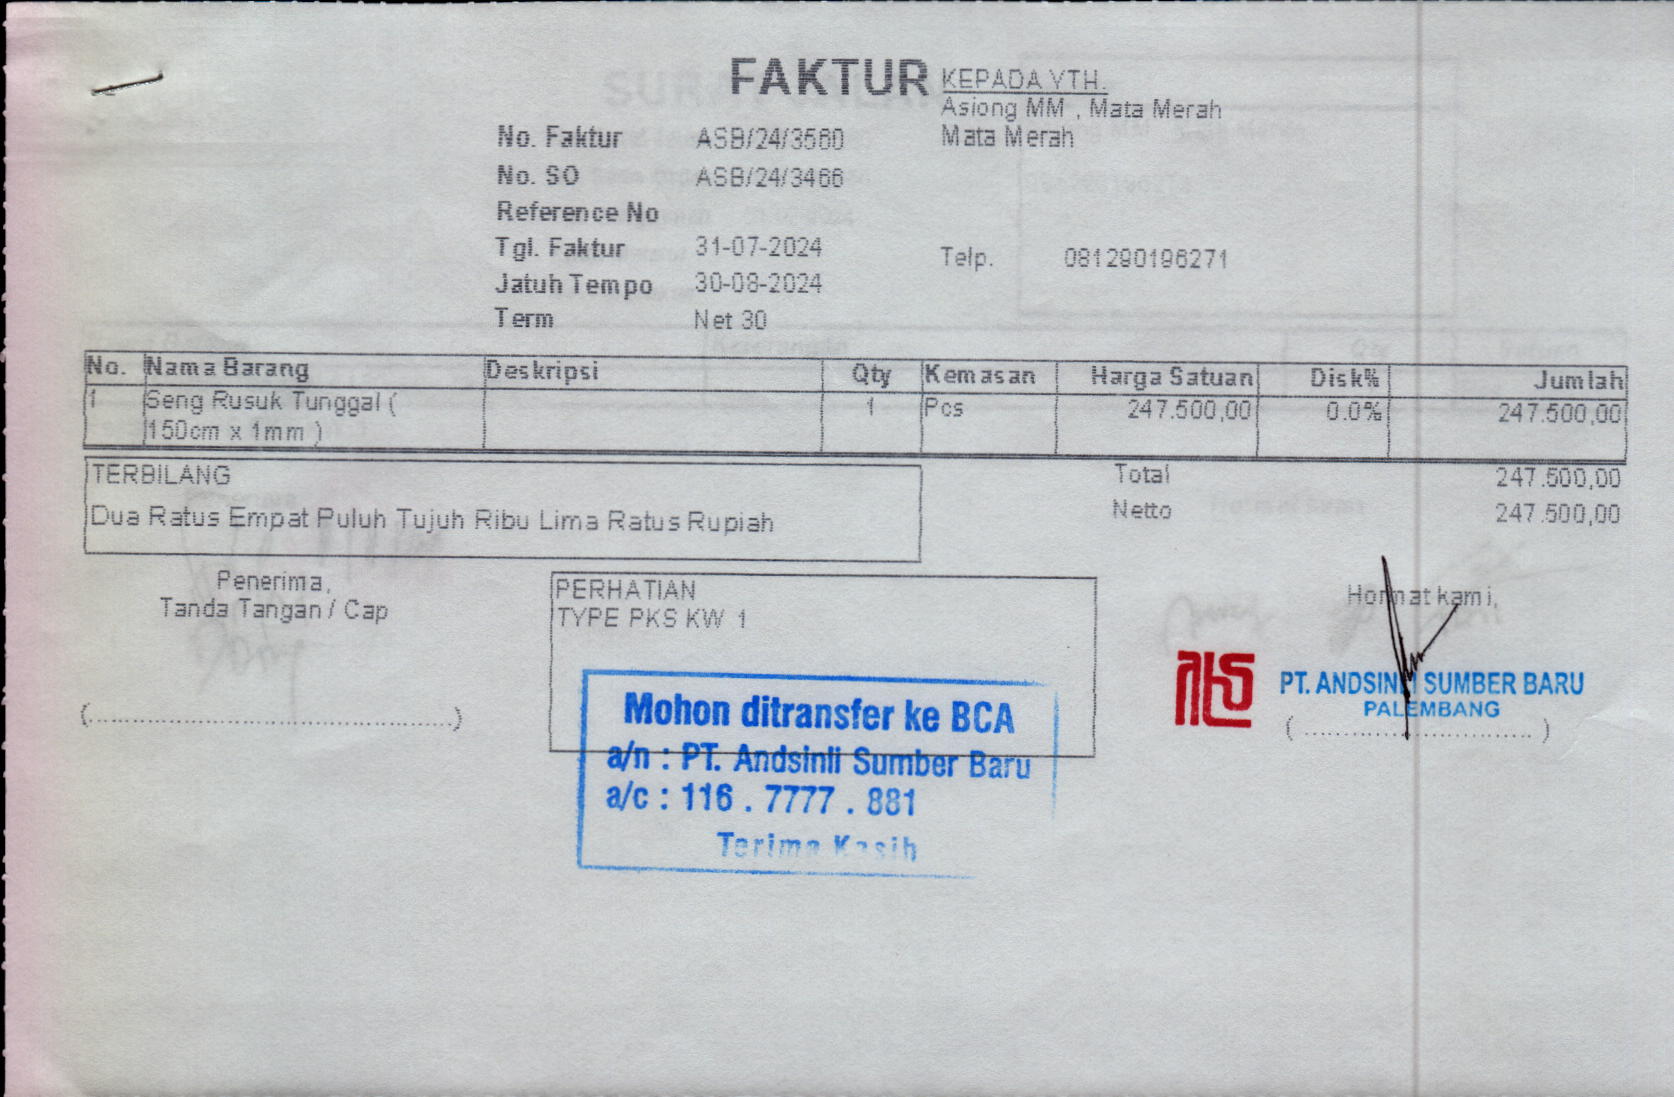 FAKTUR
KEPADA YTH.
Asiong MM , Mata Merah
Mata Merah
No. Faktur ASB/24/3560
No. SO ASB/24/3466
Reference No
Tgl. Faktur 31-07-2024
Telp. 081290196271
Jatuh Tempo 30-08-2024
Term Net 30
No. Nama Barang Deskripsi Qty Kemasan Harga Satuan Disk% Jumlah
1 Seng Rusuk Tunggal ( 1 Pcs 247.500,00 0.0% 247.500,00
150cm x 1mm )
TERBILANG
Dua Ratus Empat Puluh Tujuh Ribu Lima Ratus Rupiah
Total 247.500,00
Netto 247.500,00
Penerima,
Tanda Tangan / Cap
(................................................)
PERHATIAN
TYPE PKS KW 1
Mohon ditransfer ke BCA
a/n : PT. Andsinli Sumber Baru
a/c : 116 . 7777 . 881
Terima Kasih
Hormat kami,
PT. ANDSINLI SUMBER BARU
PALEMBANG
( .............................. )